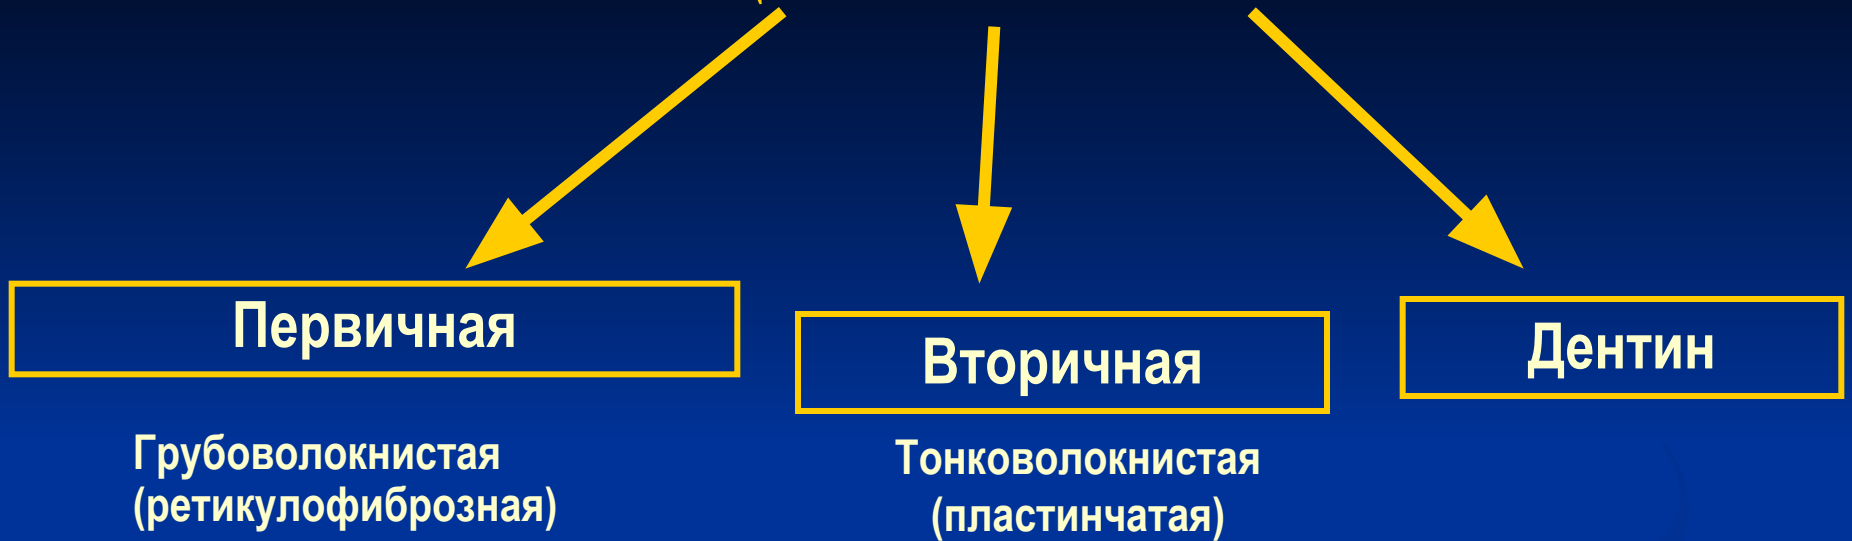 Первичная
Вторичная
Дентин
Грубоволокнистая
(ретикулофиброзная)
Тонковолокнистая
(пластинчатая)